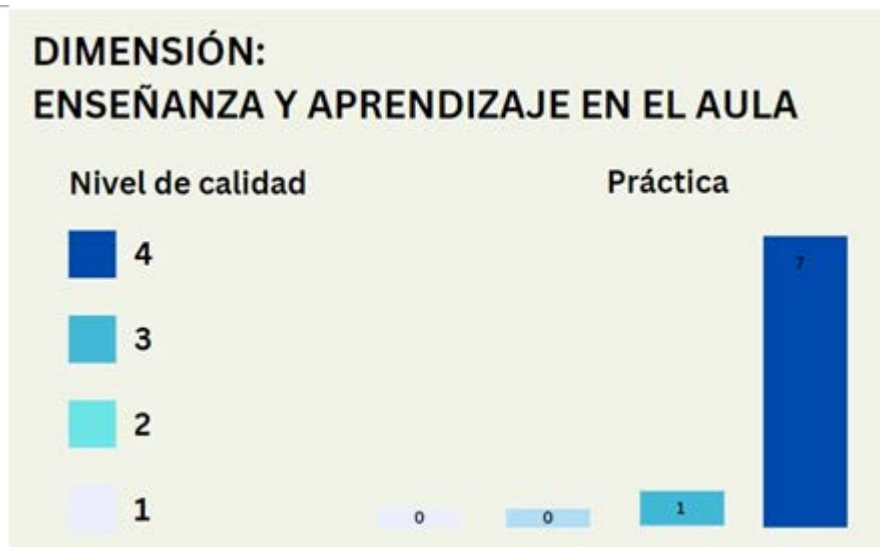 DIMENSIÓN:
ENSEÑANZA Y APRENDIZAJE EN EL AULA
Nivel de calidad
Práctica
4
3
2
1
7
0
0
1